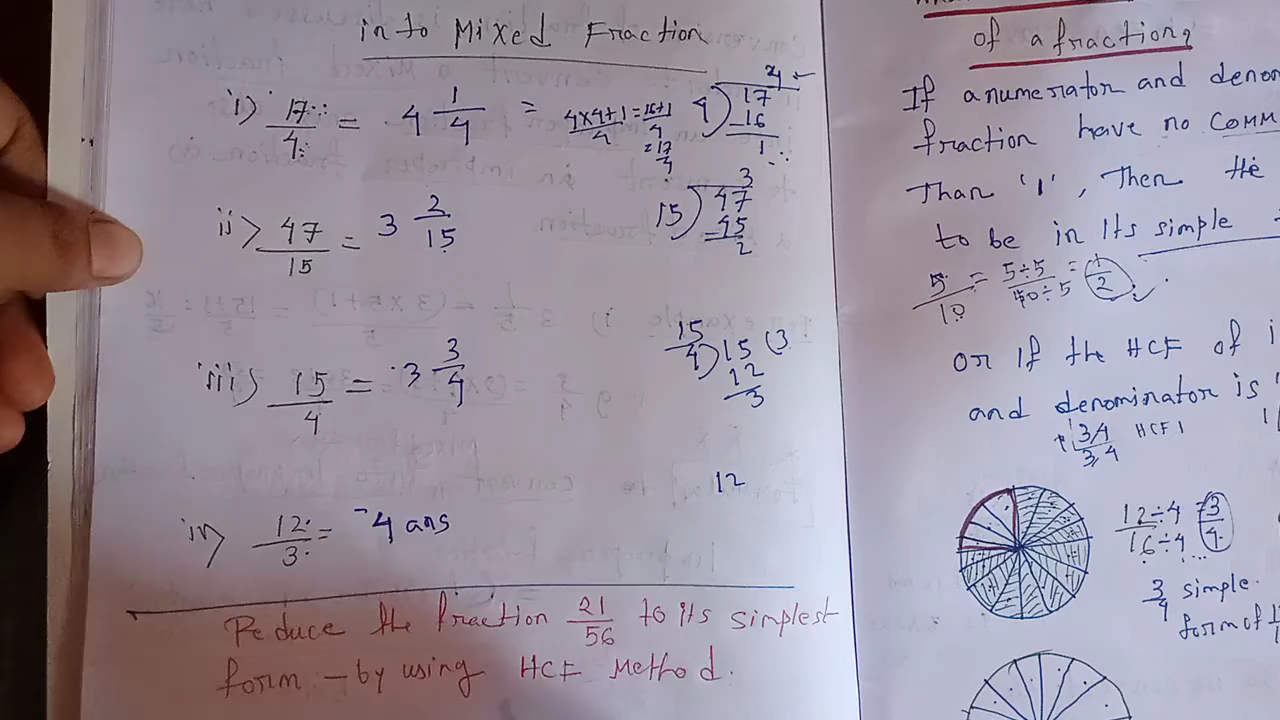 in to Mixed Fraction
i) 17/4 = 4 1/4 = 4×4+1/4 = 16+1/4 = 17/4
4) 17 (4
-16
1
ii) 47/15 = 3 2/15
15) 47 (3
45
2
iii) 15/4 = 3 3/4
15/4) 15 (3
12
3
12
iv) 12/3 = 4 ans
Reduce the fraction 21/56 to its simplest
form - by using HCF Method.
of a fraction?
If a numerator and
fraction have no COMM
Than '1', Then the
to be in its simple
5/10 = 5÷5/10÷5 = 1/2
or if the HCF of
and denominator is
3,4 HCF 1
3,4
12÷4/16÷4 = 3/4
3/4 simple.
form of